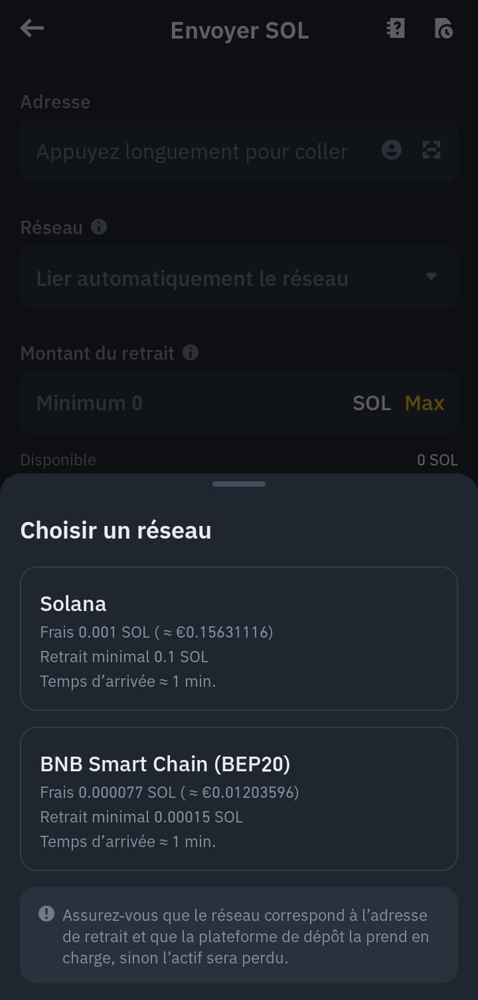 Envoyer SOL
Adresse
Appuyez longuement pour coller
Réseau
Lier automatiquement le réseau
Montant du retrait
Minimum 0 SOL Max
Disponible 0 SOL
Choisir un réseau
Solana
Frais 0.001 SOL ( ≈ €0.15631116)
Retrait minimal 0.1 SOL
Temps d’arrivée ≈ 1 min.
BNB Smart Chain (BEP20)
Frais 0.000077 SOL ( ≈ €0.01203596)
Retrait minimal 0.00015 SOL
Temps d’arrivée ≈ 1 min.
Assurez-vous que le réseau correspond à l’adresse
de retrait et que la plateforme de dépôt la prend en
charge, sinon l’actif sera perdu.